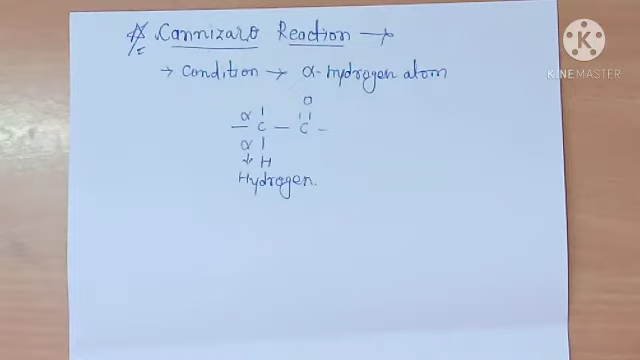 Cannizaro Reaction →
→ Condition → α-hydrogen atom
O
α | ||
— C — C –
α |
↓ H
Hydrogen.
K
KINEMASTER